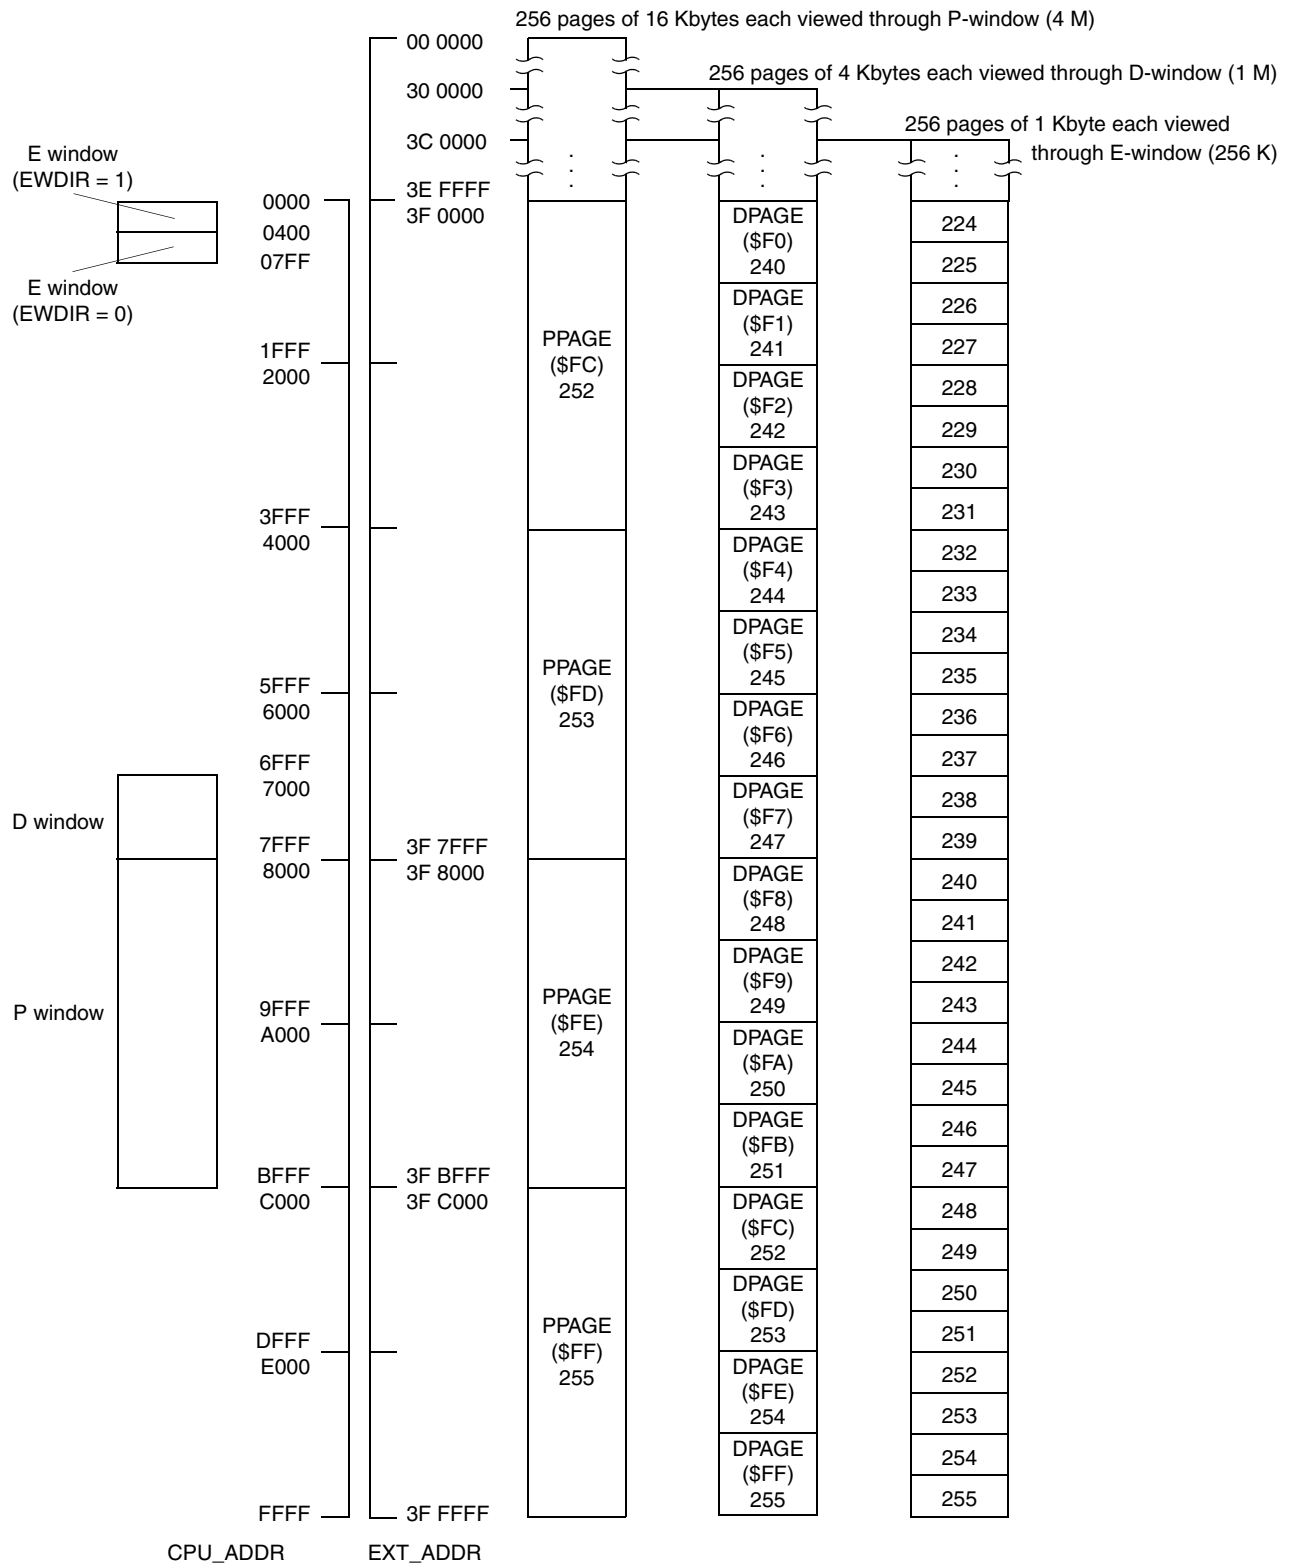 256 pages of 16 Kbytes each viewed through P-window (4 M)
00 0000
256 pages of 4 Kbytes each viewed through D-window (1 M)
30 0000
256 pages of 1 Kbyte each viewed
through E-window (256 K)
3C 0000
E window
(EWDIR = 1)
E window
(EWDIR = 0)
D window
P window
0000
0400
07FF
1FFF
2000
3FFF
4000
5FFF
6000
6FFF
7000
7FFF
8000
9FFF
A000
BFFF
C000
DFFF
E000
FFFF
CPU_ADDR
3E FFFF
3F 0000
3F 7FFF
3F 8000
3F BFFF
3F C000
3F FFFF
EXT_ADDR
.
.
.
PPAGE
($FC)
252
PPAGE
($FD)
253
PPAGE
($FE)
254
PPAGE
($FF)
255
.
.
.
DPAGE
($F0)
240
DPAGE
($F1)
241
DPAGE
($F2)
242
DPAGE
($F3)
243
DPAGE
($F4)
244
DPAGE
($F5)
245
DPAGE
($F6)
246
DPAGE
($F7)
247
DPAGE
($F8)
248
DPAGE
($F9)
249
DPAGE
($FA)
250
DPAGE
($FB)
251
DPAGE
($FC)
252
DPAGE
($FD)
253
DPAGE
($FE)
254
DPAGE
($FF)
255
.
.
.
224
225
226
227
228
229
230
231
232
233
234
235
236
237
238
239
240
241
242
243
244
245
246
247
248
249
250
251
252
253
254
255